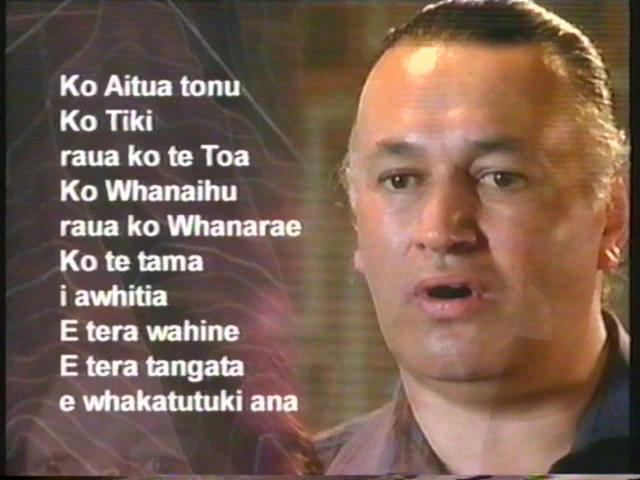 Ko Aitua tonu
Ko Tiki
raua ko te Toa
Ko Whanaihu
raua ko Whanarae
Ko te tama
i awhitia
E tera wahine
E tera tangata
e whakatutuki ana